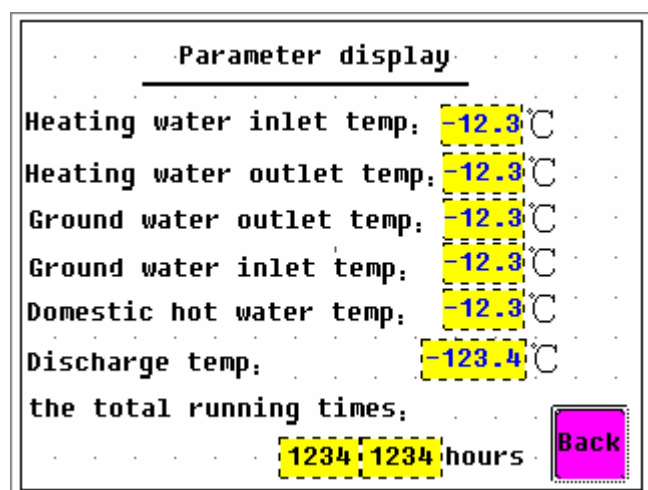 Parameter display
Heating water inlet temp: -12.3℃
Heating water outlet temp: -12.3℃
Ground water outlet temp: -12.3℃
Ground water inlet temp: -12.3℃
Domestic hot water temp: -12.3℃
Discharge temp: -123.4℃
the total running times:
1234 1234 hours
Back